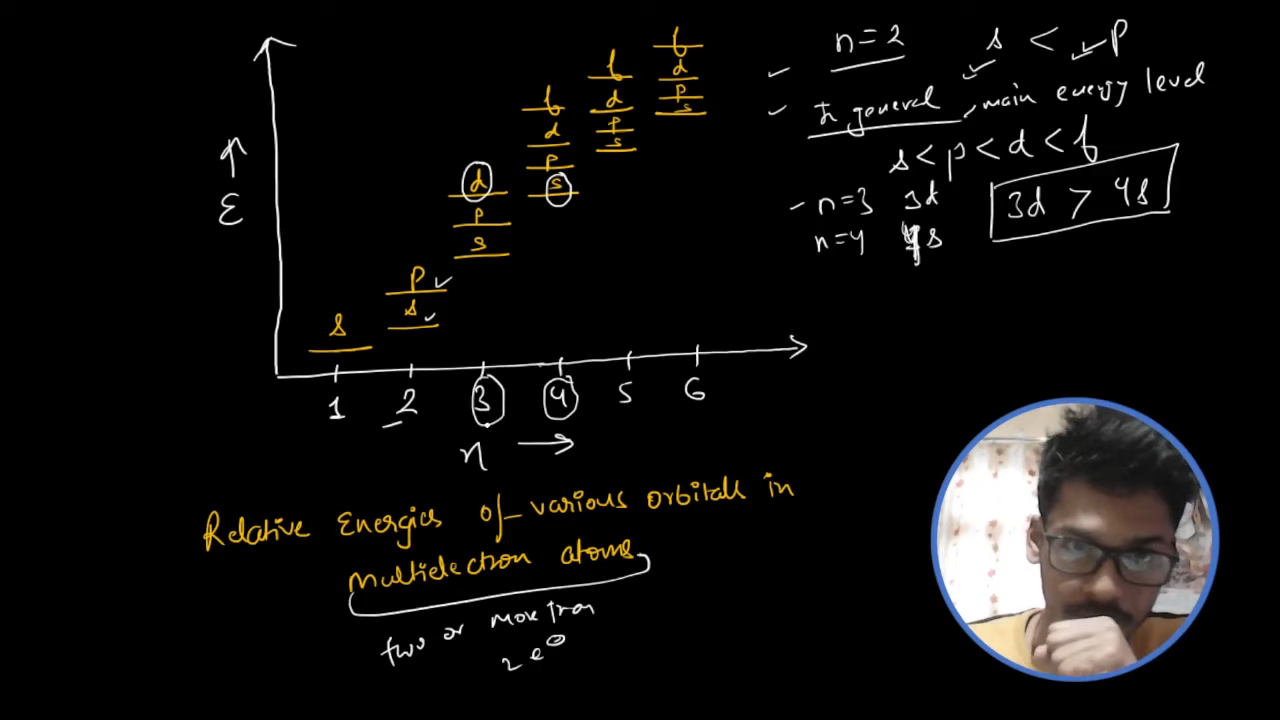 f
f
f
d
d
d
p
p
s
d
p
s
s
p
s
p
s
s
↑
ε
1 2 3 4 5 6
n →
Relative Energies of various orbitals in
Multielectron atoms
two or more than
2 e⊖
n = 2 s < p
In general, main energy level
s < p < d < f
n = 3 3d
n = 4 4s
3d > 4s